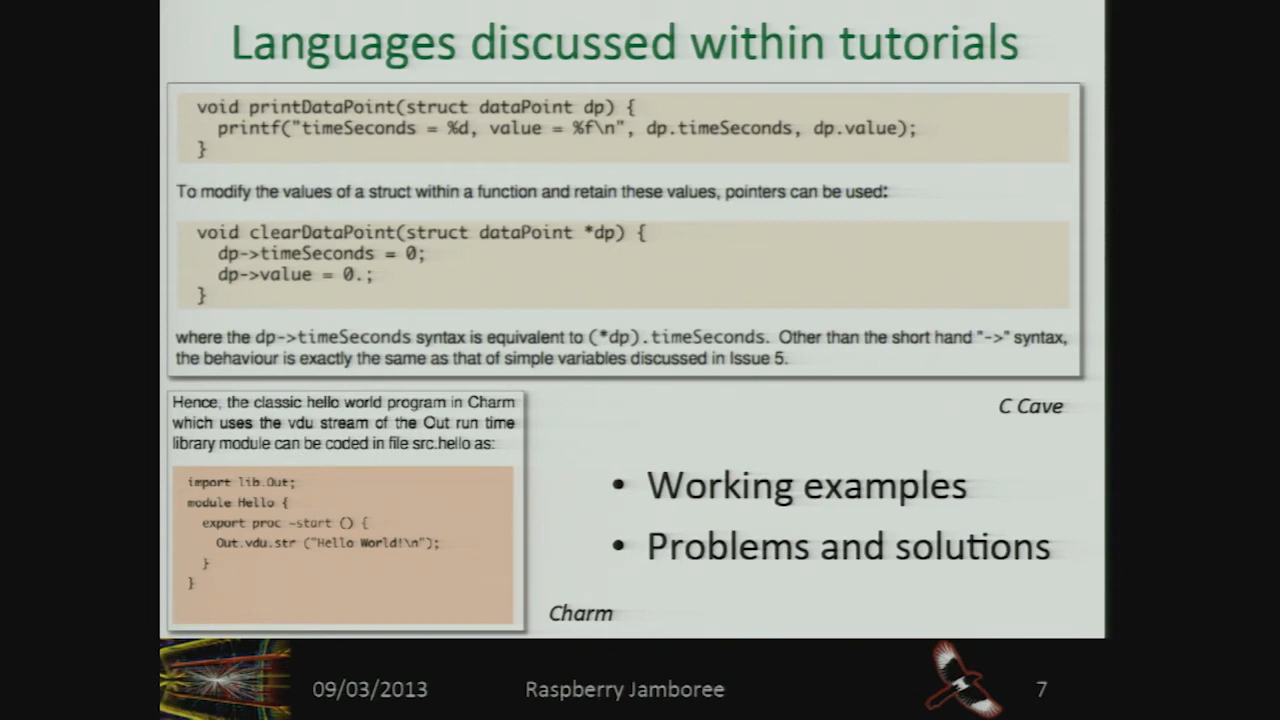 Languages discussed within tutorials
void printDataPoint(struct dataPoint dp) {
printf("timeSeconds = %d, value = %f\n", dp.timeSeconds, dp.value);
}
To modify the values of a struct within a function and retain these values, pointers can be used:
void clearDataPoint(struct dataPoint *dp) {
dp->timeSeconds = 0;
dp->value = 0.;
}
where the dp->timeSeconds syntax is equivalent to (*dp).timeSeconds. Other than the short hand "->" syntax,
the behaviour is exactly the same as that of simple variables discussed in Issue 5.
C Cave
Hence, the classic hello world program in Charm
which uses the vdu stream of the Out run time
library module can be coded in file src.hello as:
import lib.Out;
module Hello {
export proc ~start () {
Out.vdu.str ("Hello World!\n");
}
}
Charm
• Working examples
• Problems and solutions
09/03/2013 Raspberry Jamboree 7